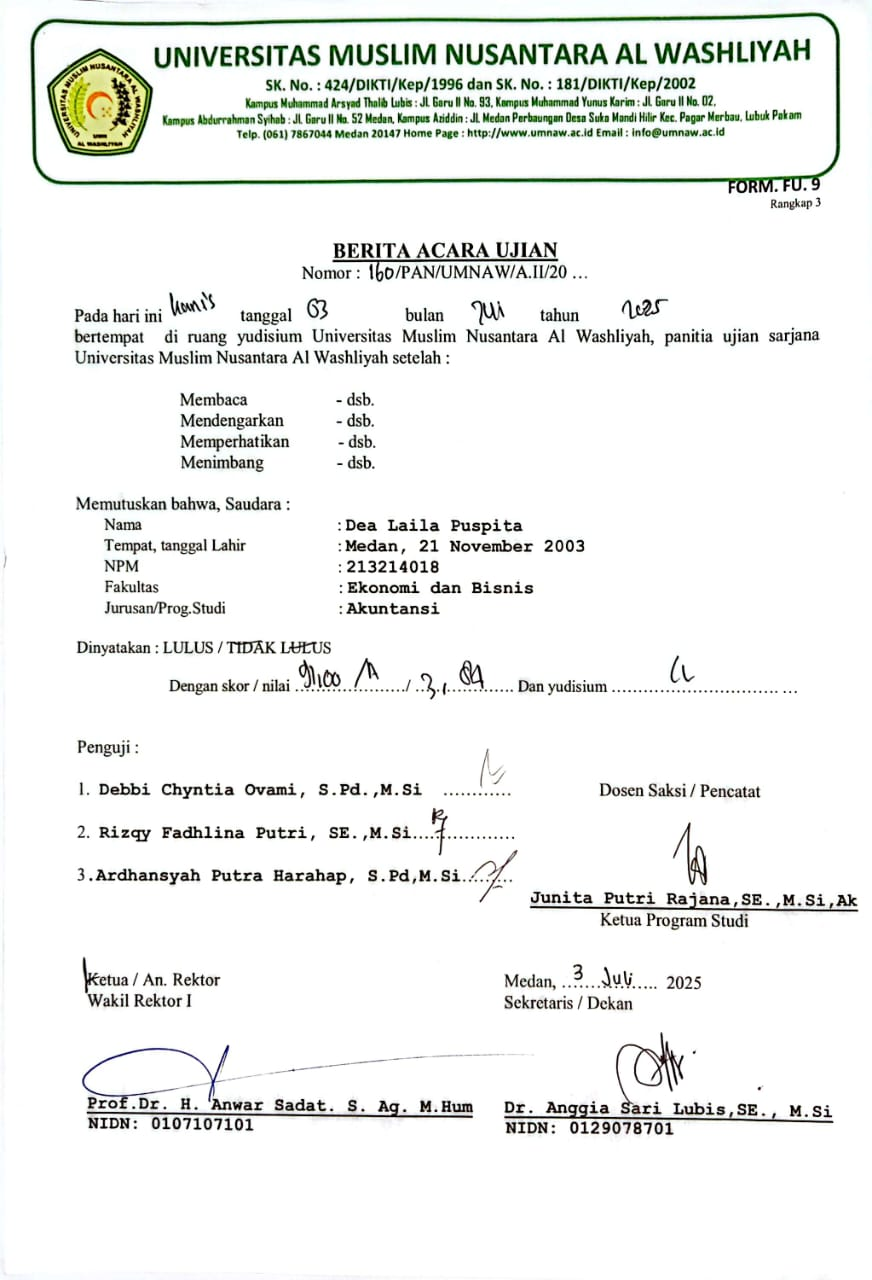 UNIVERSITAS MUSLIM NUSANTARA AL WASHLIYAH
SK. No. : 424/DIKTI/Kep/1996 dan SK. No. : 181/DIKTI/Kep/2002
Kampus Muhammad Arsyad Thalib Lubis : Jl. Garu II No. 93, Kampus Muhammad Yunus Karim : Jl. Garu II No. 02,
Kampus Abdurrahman Syihab : Jl. Garu II No. 52 Medan, Kampus Aziddin : Jl. Medan Perbaungan Desa Suka Mandi Hilir Kec. Pagar Merbau, Lubuk Pakam
Telp. (061) 7867044 Medan 20147 Home Page : http://www.umnaw.ac.id Email : info@umnaw.ac.id
UNIVERSITAS MUSLIM NUSANTARA AL WASHLIYAH
UMN
AL WASHLIYAH
FORM. FU. 9
Rangkap 3
BERITA ACARA UJIAN
Nomor : 160/PAN/UMNAW/A.II/20 ...
Pada hari ini kamis tanggal 03 bulan Juli tahun 2025
bertempat di ruang yudisium Universitas Muslim Nusantara Al Washliyah, panitia ujian sarjana
Universitas Muslim Nusantara Al Washliyah setelah :
Membaca - dsb.
Mendengarkan - dsb.
Memperhatikan - dsb.
Menimbang - dsb.
Memutuskan bahwa, Saudara :
Nama : Dea Laila Puspita
Tempat, tanggal Lahir : Medan, 21 November 2003
NPM : 213214018
Fakultas : Ekonomi dan Bisnis
Jurusan/Prog.Studi : Akuntansi
Dinyatakan : LULUS / TIDAK LULUS
Dengan skor / nilai 91,00 A / 3,84 Dan yudisium
Penguji :
1. Debbi Chyntia Ovami, S.Pd.,M.Si ............
Dosen Saksi / Pencatat
2. Rizqy Fadhlina Putri, SE.,M.Si.................
3.Ardhansyah Putra Harahap, S.Pd,M.Si.........
Junita Putri Rajana,SE.,M.Si,Ak
Ketua Program Studi
Ketua / An. Rektor
Wakil Rektor I
Medan, 3 Juli 2025
Sekretaris / Dekan
Prof.Dr. H. Anwar Sadat. S. Ag. M.Hum
NIDN: 0107107101
Dr. Anggia Sari Lubis,SE., M.Si
NIDN: 0129078701